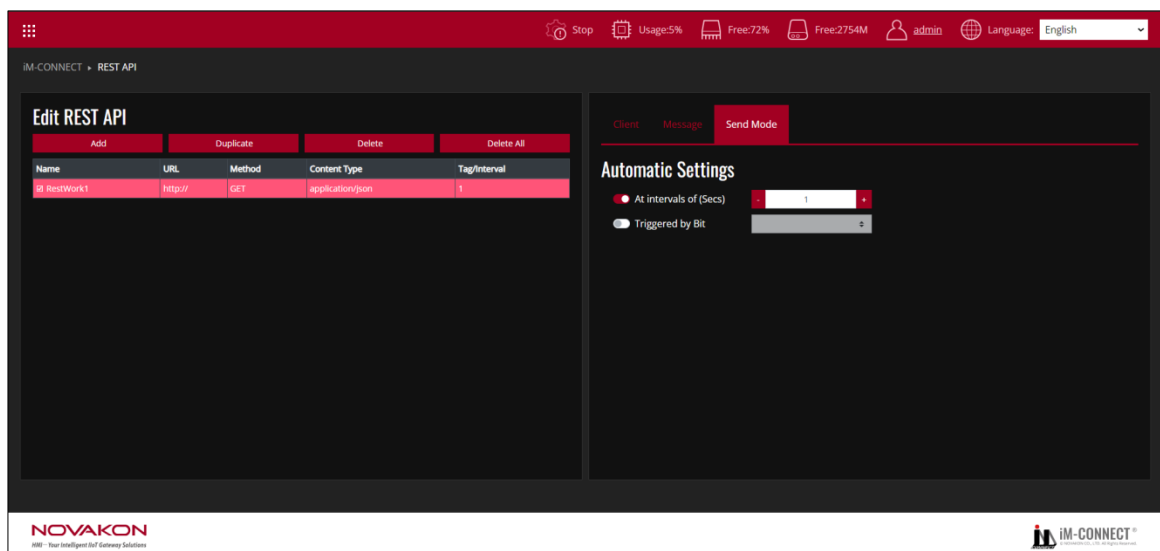 Stop Usage:5% Free:72% Free:2754M admin Language: English
iM-CONNECT ▸ REST API
Edit REST API
Add Duplicate Delete Delete All
Name URL Method Content Type Tag/Interval
RestWork1 http:// GET application/json 1
Client Message Send Mode
Automatic Settings
At intervals of (Secs) - 1 +
Triggered by Bit
NOVAKON
HMI - Your Intelligent IIoT Gateway Solutions
iM
CONNECT
iM-CONNECT®